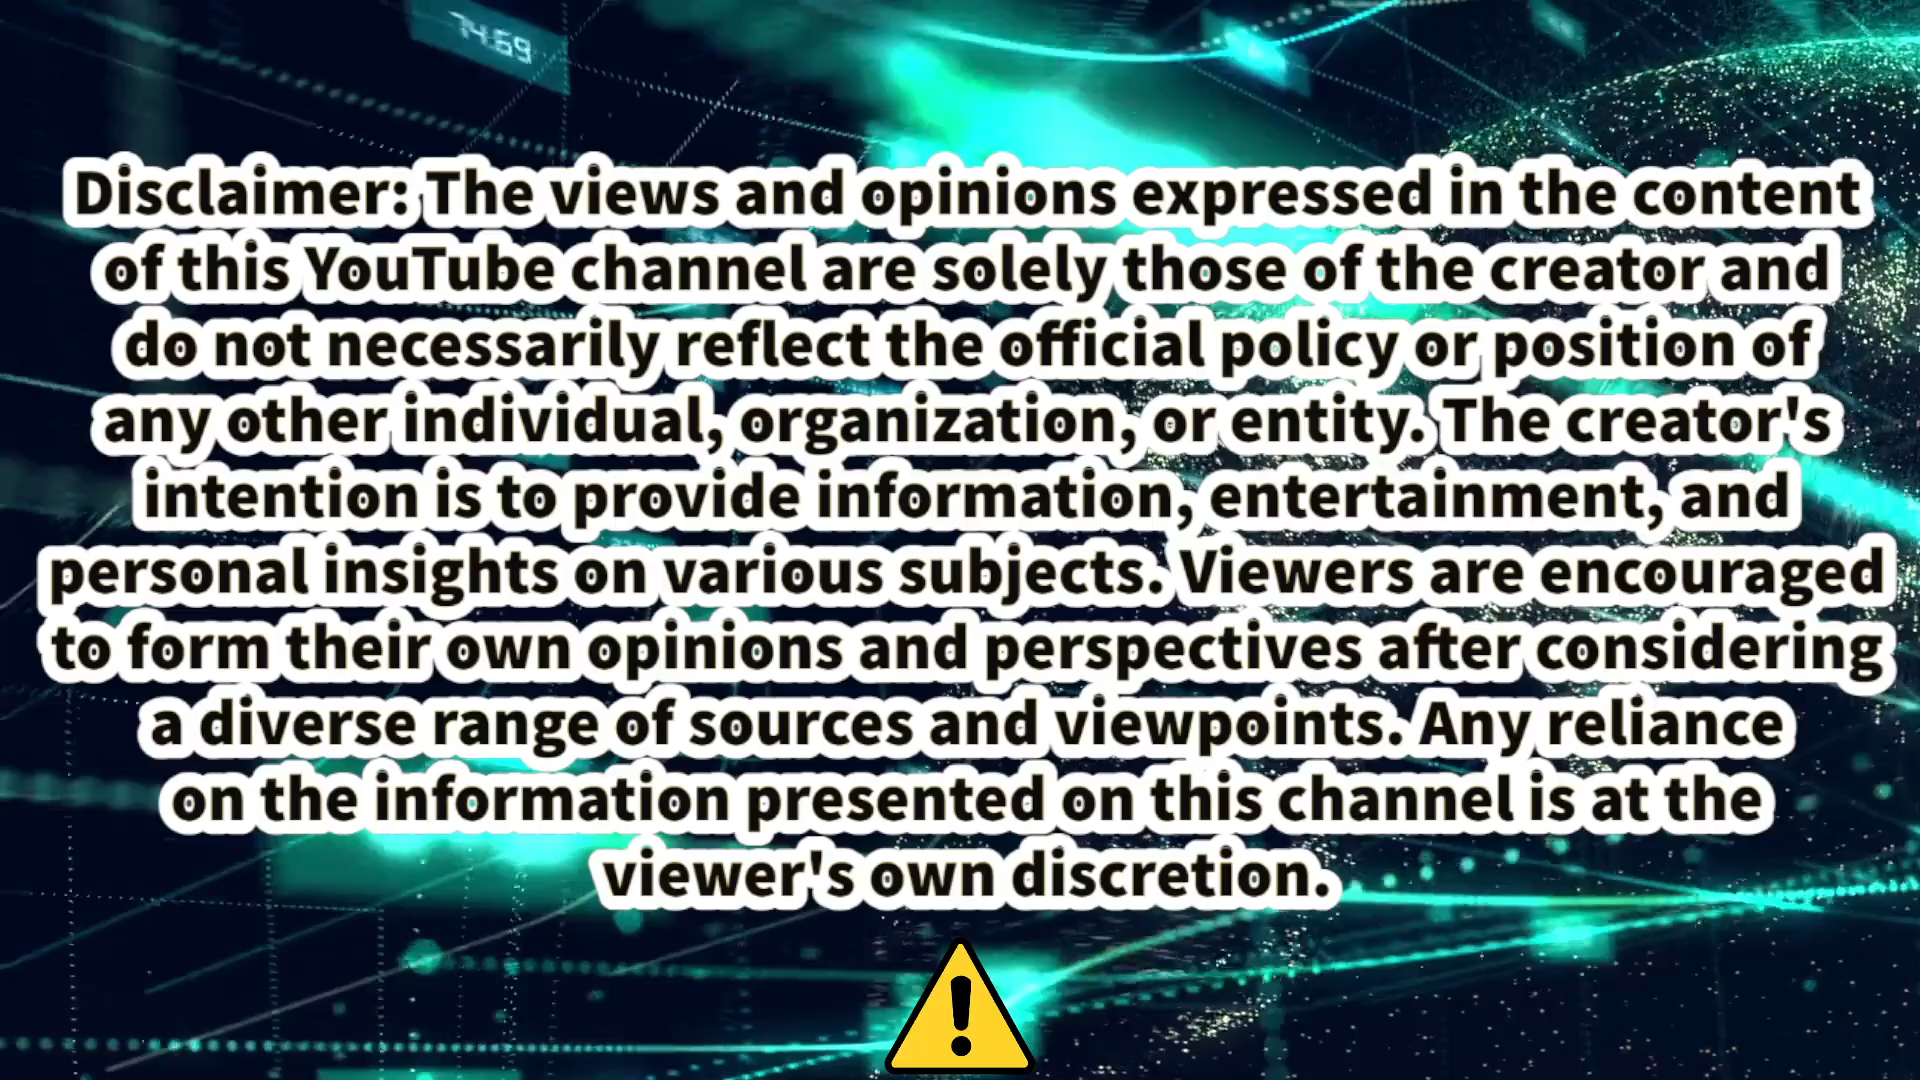 74.69
Disclaimer: The views and opinions expressed in the content
of this YouTube channel are solely those of the creator and
do not necessarily reflect the official policy or position of
any other individual, organization, or entity. The creator's
intention is to provide information, entertainment, and
personal insights on various subjects. Viewers are encouraged
to form their own opinions and perspectives after considering
a diverse range of sources and viewpoints. Any reliance
on the information presented on this channel is at the
viewer's own discretion.